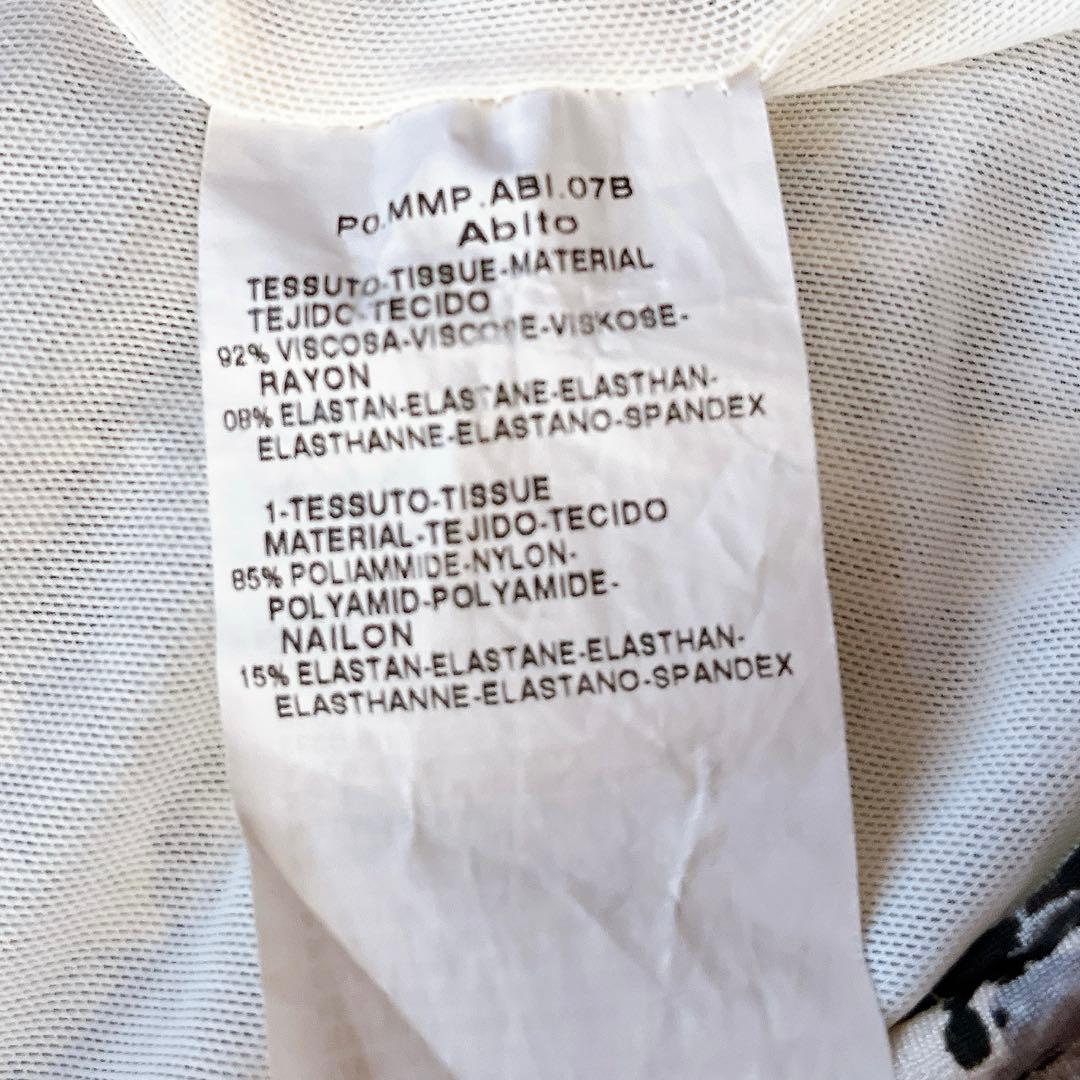 PO.MMP.ABI.07B
Abito
TESSUTO-TISSUE-MATERIAL
TEJIDO-TECIDO
92% VISCOSA-VISCOSE-VISKOSE-
RAYON
08% ELASTAN-ELASTANE-ELASTHAN-
ELASTHANNE-ELASTANO-SPANDEX
1-TESSUTO-TISSUE
MATERIAL-TEJIDO-TECIDO
85% POLIAMMIDE-NYLON-
POLYAMID-POLYAMIDE-
NAILON
15% ELASTAN-ELASTANE-ELASTHAN-
ELASTHANNE-ELASTANO-SPANDEX